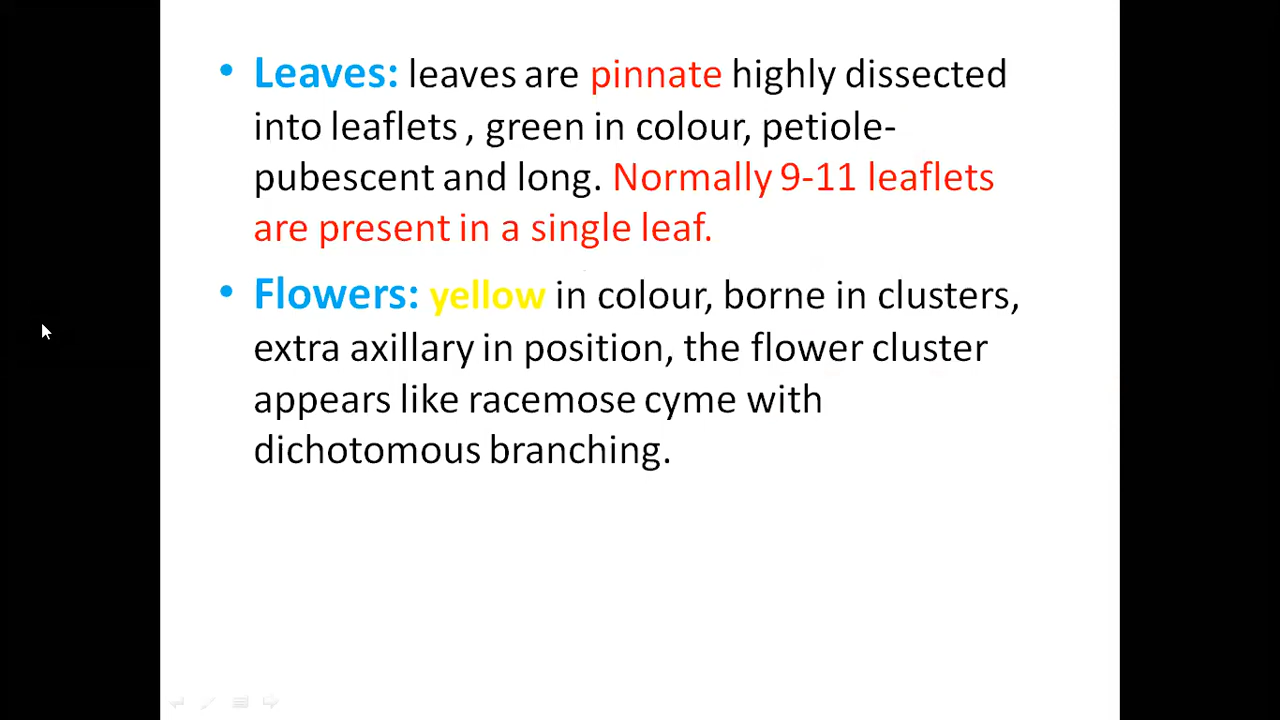 • Leaves: leaves are pinnate highly dissected
into leaflets , green in colour, petiole-
pubescent and long. Normally 9-11 leaflets
are present in a single leaf.
• Flowers: yellow in colour, borne in clusters,
extra axillary in position, the flower cluster
appears like racemose cyme with
dichotomous branching.